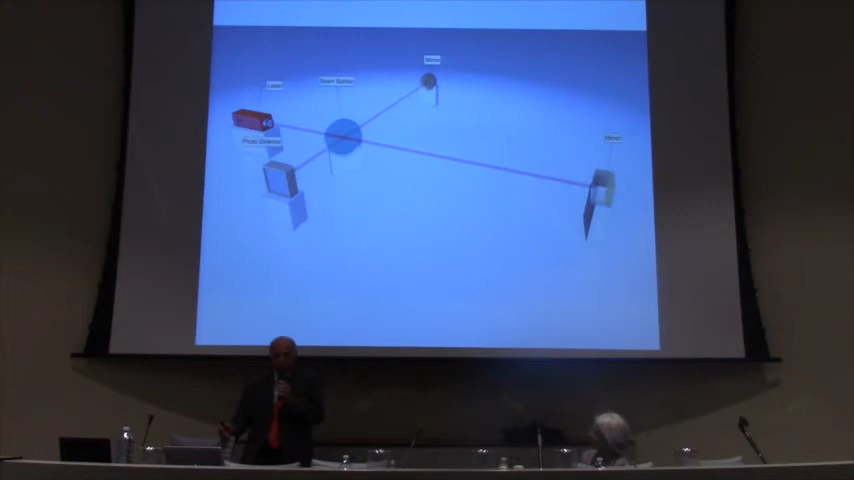 Mirror
Laser
Beam Splitter
Mirror
Photo Detector